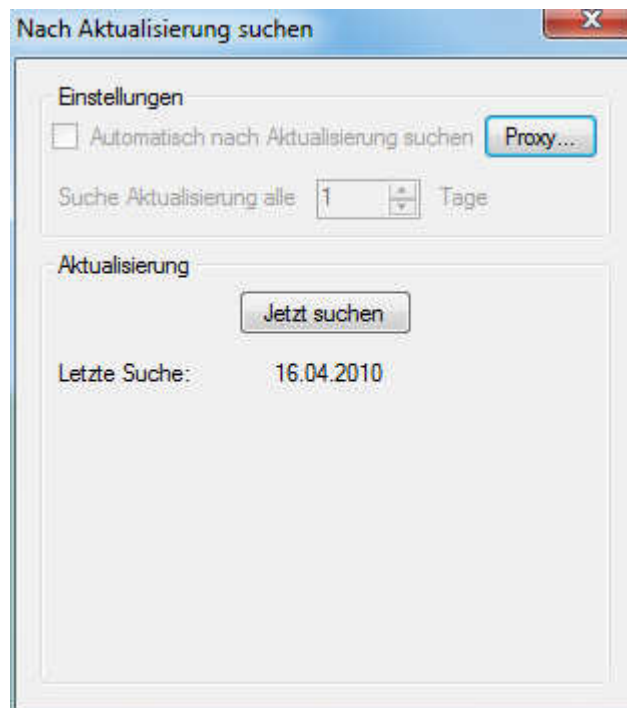 Nach Aktualisierung suchen
Einstellungen
Automatisch nach Aktualisierung suchen Proxy...
Suche Aktualisierung alle 1 Tage
Aktualisierung
Jetzt suchen
Letzte Suche: 16.04.2010